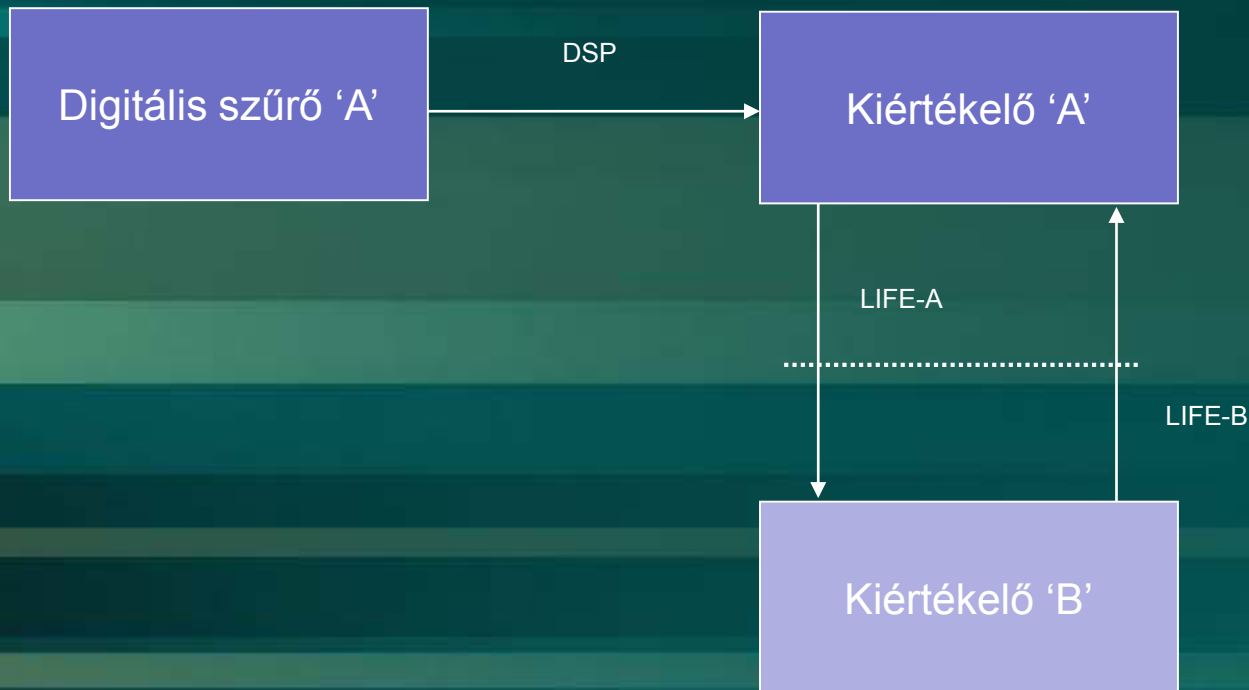 DSP
Digitális szűrő ‘A’
Kiértékelő ‘A’
LIFE-A
LIFE-B
Kiértékelő ‘B’